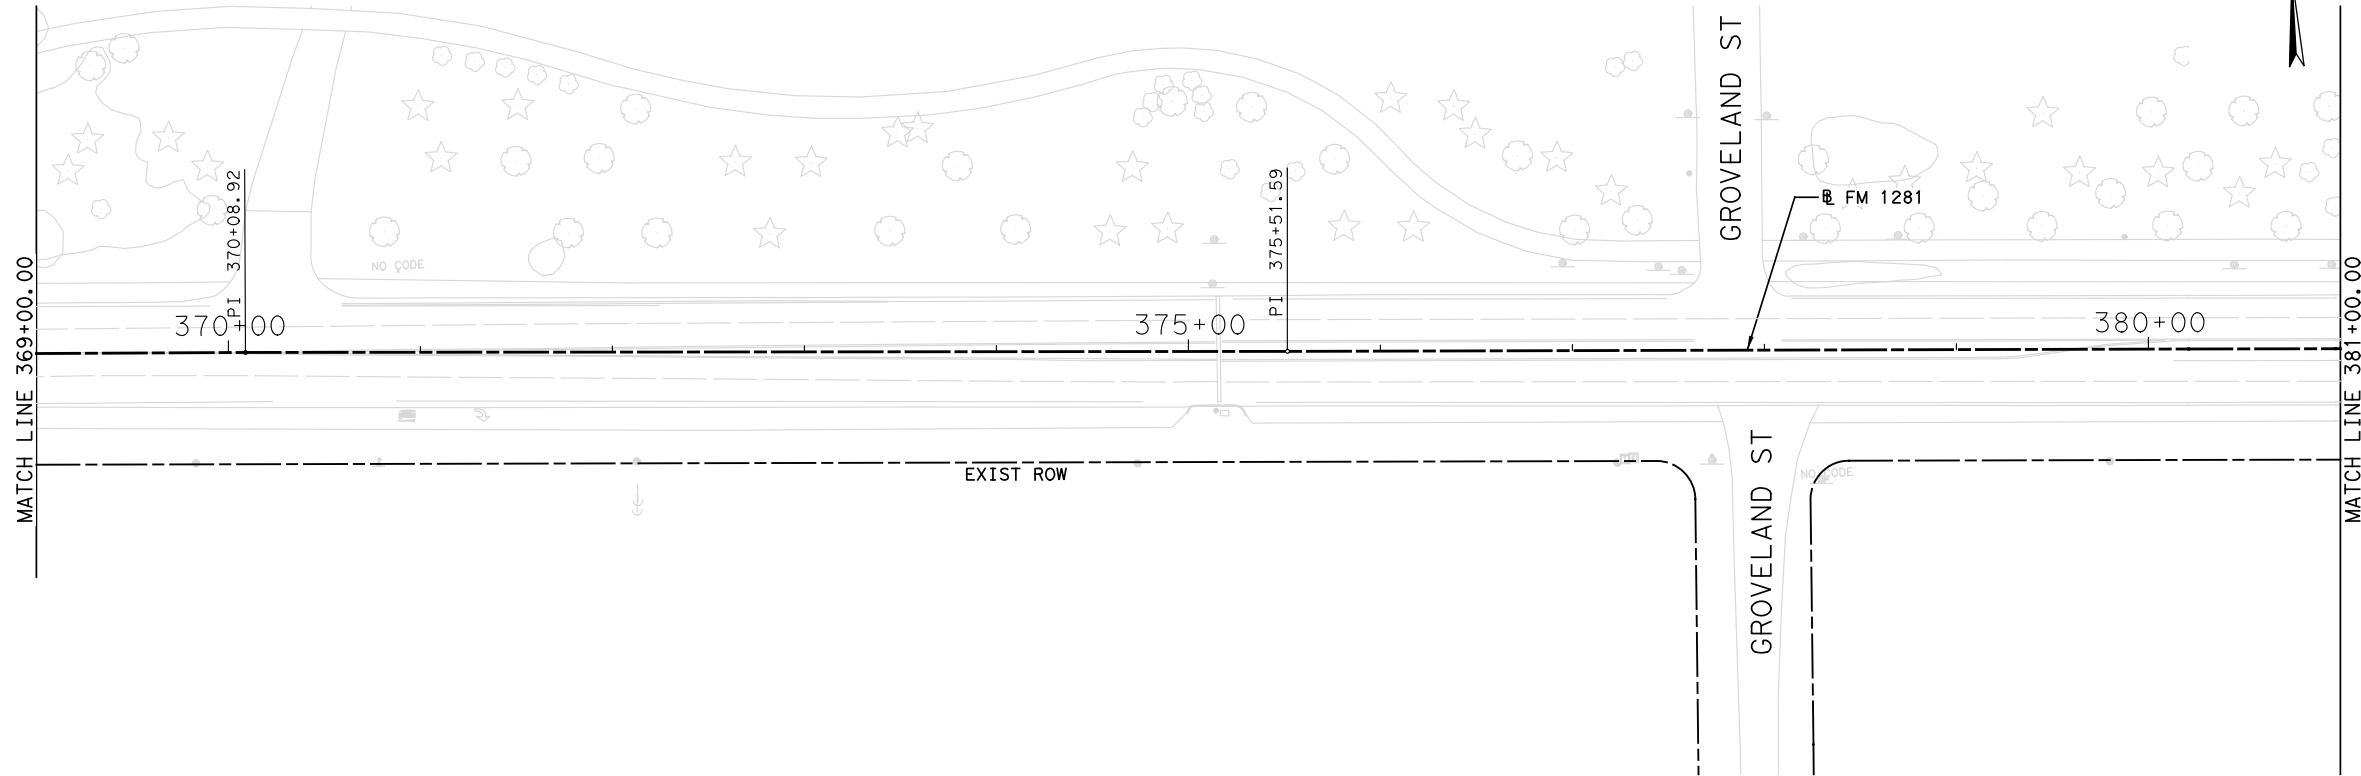 MATCH LINE 369+00.00
PI 370+08.92
370+00
NO CODE
EXIST ROW
375+00
PI 375+51.59
GROVELAND ST
GROVELAND ST
BL FM 1281
NO CODE
380+00
MATCH LINE 381+00.00